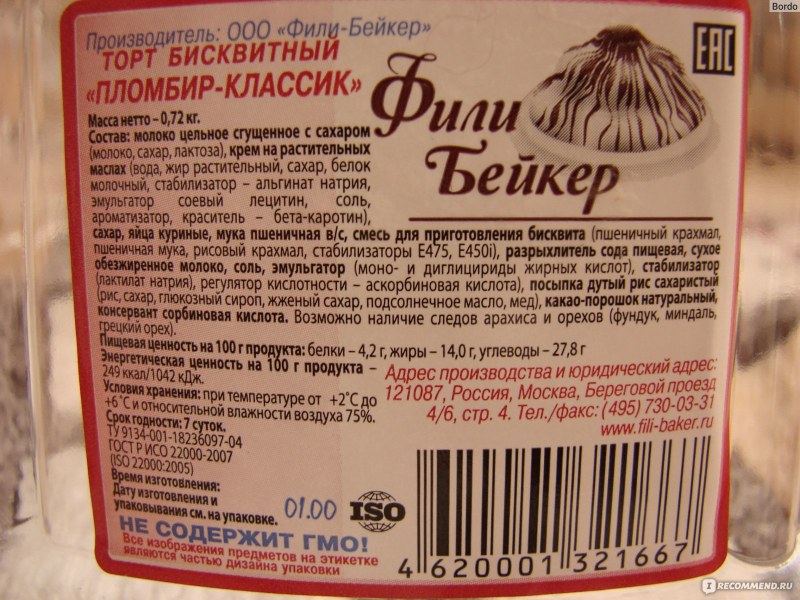 Bordo
Производитель: ООО «Фили-Бейкер»
ТОРТ БИСКВИТНЫЙ
«ПЛОМБИР-КЛАССИК»
Фили
Бейкер
EAC
Масса нетто – 0,72 кг.
Состав: молоко цельное сгущенное с сахаром
(молоко, сахар, лактоза), крем на растительных
маслах (вода, жир растительный, сахар, белок
молочный, стабилизатор – альгинат натрия,
эмульгатор соевый лецитин, соль,
ароматизатор, краситель – бета-каротин),
сахар, яйца куриные, мука пшеничная в/с, смесь для приготовления бисквита (пшеничный крахмал,
пшеничная мука, рисовый крахмал, стабилизаторы Е475, Е450i), разрыхлитель сода пищевая, сухое
обезжиренное молоко, соль, эмульгатор (моно- и диглицириды жирных кислот), стабилизатор
(лактилат натрия), регулятор кислотности – аскорбиновая кислота), посыпка дутый рис сахаристый
(рис, сахар, глюкозный сироп, жженый сахар, подсолнечное масло, мед), какао-порошок натуральный,
консервант сорбиновая кислота. Возможно наличие следов арахиса и орехов (фундук, миндаль,
грецкий орех).
Пищевая ценность на 100 г продукта: белки – 4,2 г, жиры – 14,0 г, углеводы – 27,8 г
Энергетическая ценность на 100 г продукта –
249 ккал/1042 кДж.
Условия хранения: при температуре от +2°С до
+6°С и относительной влажности воздуха 75%.
Срок годности: 7 суток.
ТУ 9134-001-18236097-04
ГОСТ Р ИСО 22000-2007
(ISO 22000:2005)
Время изготовления:
Дату изготовления и
упаковывания см. на упаковке.
01.00
ISO
НЕ СОДЕРЖИТ ГМО!
Все изображения предметов на этикетке
являются частью дизайна упаковки
Адрес производства и юридический адрес:
121087, Россия, Москва, Береговой проезд
4/6, стр. 4. Тел./факс: (495) 730-03-31
www.fili-baker.ru
4 620001 321667
RECOMMEND.RU